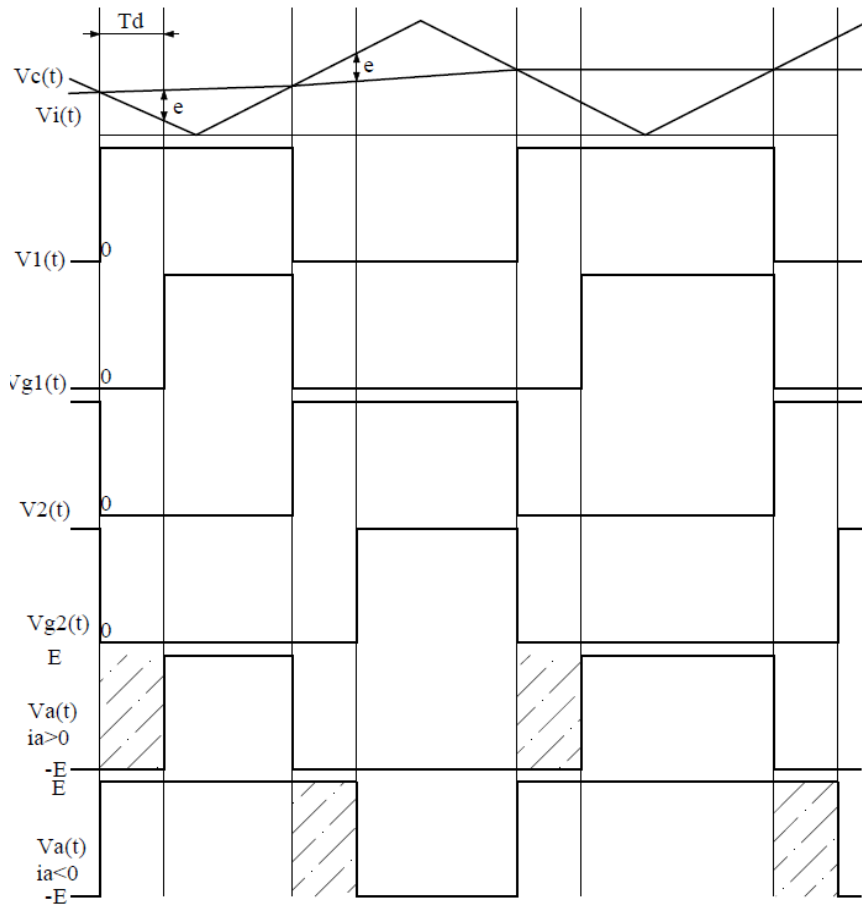 Td
Vc(t)
e
e
Vi(t)
0
V1(t)
0
Vg1(t)
0
V2(t)
0
Vg2(t)
E
Va(t)
ia>0
-E
E
Va(t)
ia<0
-E